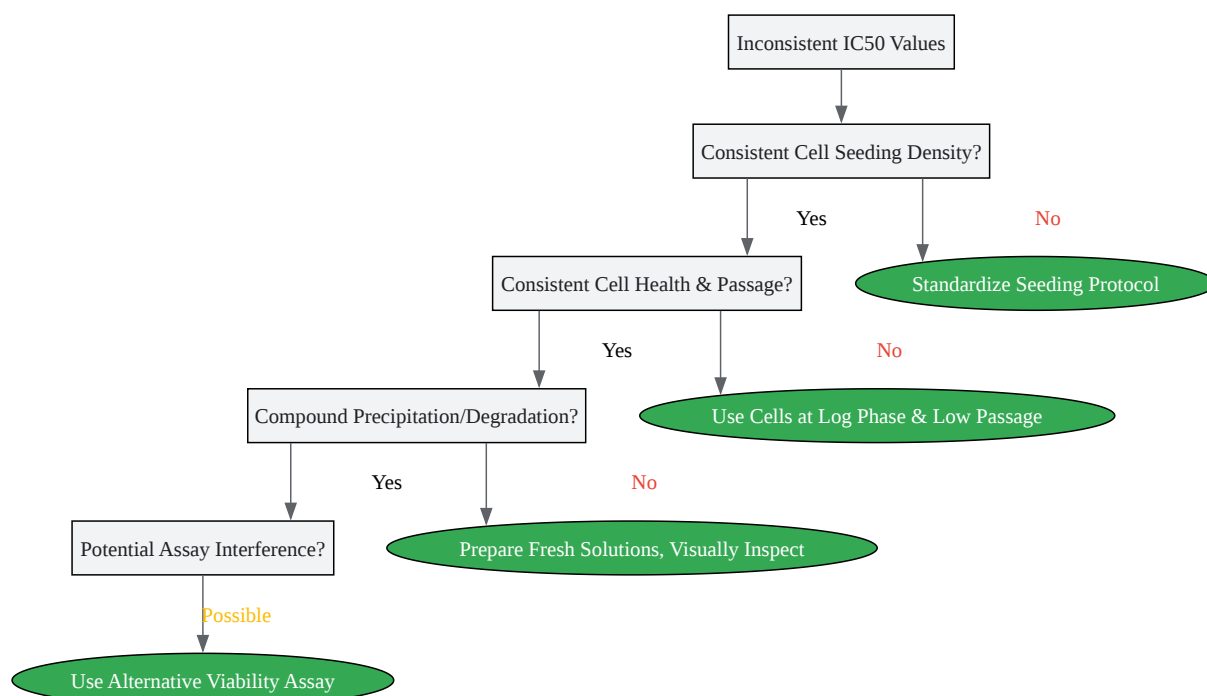 Inconsistent IC50 Values
Consistent Cell Seeding Density?
Yes
No
Consistent Cell Health & Passage?
Standardize Seeding Protocol
Yes
No
Compound Precipitation/Degradation?
Use Cells at Log Phase & Low Passage
Yes
No
Potential Assay Interference?
Prepare Fresh Solutions, Visually Inspect
Possible
Use Alternative Viability Assay